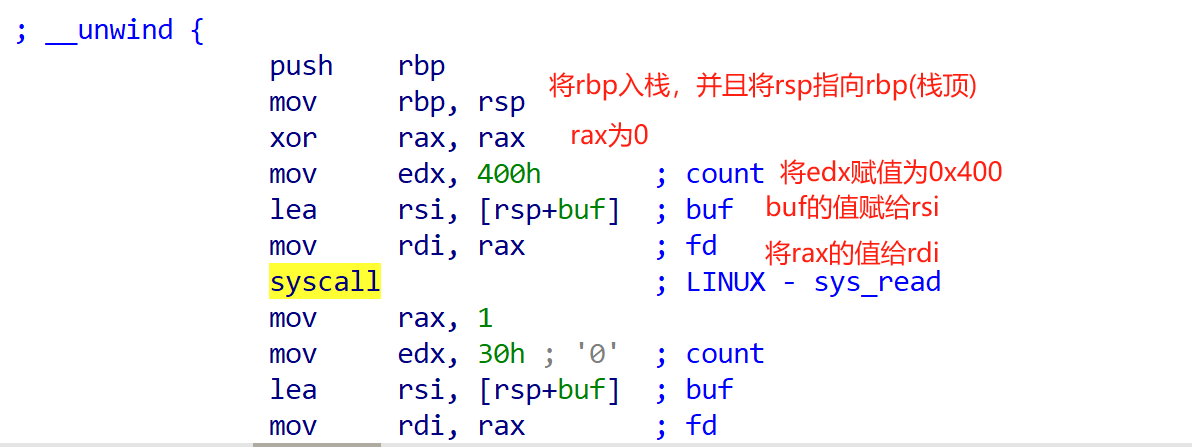 ; __unwind {
push rbp
mov rbp, rsp 将rbp入栈，并且将rsp指向rbp(栈顶)
xor rax, rax rax为0
mov edx, 400h ; count 将edx赋值为0x400
lea rsi, [rsp+buf] ; buf buf的值赋给rsi
mov rdi, rax ; fd 将rax的值给rdi
syscall ; LINUX - sys_read
mov rax, 1
mov edx, 30h ; '0' ; count
lea rsi, [rsp+buf] ; buf
mov rdi, rax ; fd